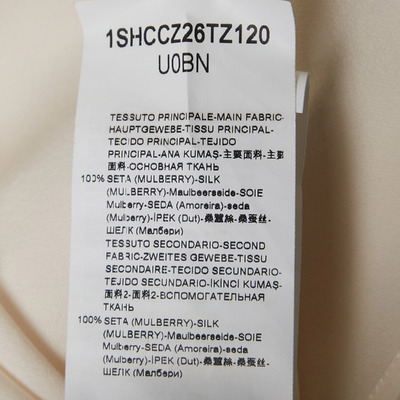 1SHCCZ26TZ120
U0BN
TESSUTO PRINCIPALE-MAIN FABRIC-
HAUPTGEWEBE-TISSU PRINCIPAL-
TECIDO PRINCIPAL-TEJIDO
PRINCIPAL-ANA KUMAŞ-主要面料-主要
面料-ОСНОВНАЯ ТКАНЬ
100% SETA (MULBERRY)-SILK
(MULBERRY)-Maulbeerseide-SOIE
Mulberry-SEDA (Amoreira)-seda
(Mulberry)-İPEK (Dut)-桑蠶絲-桑蚕丝-
ШЕЛК (Малбери)
TESSUTO SECONDARIO-SECOND
FABRIC-ZWEITES GEWEBE-TISSU
SECONDAIRE-TECIDO SECUNDARIO-
TEJIDO SECUNDARIO-İKİNCİ KUMAŞ-
面料2-面料2-ВСПОМОГАТЕЛЬНАЯ
ТКАНЬ
100% SETA (MULBERRY)-SILK
(MULBERRY)-Maulbeerseide-SOIE
Mulberry-SEDA (Amoreira)-seda
(Mulberry)-İPEK (Dut)-桑蠶絲-桑蚕丝-
ШЕЛК (Малбери)